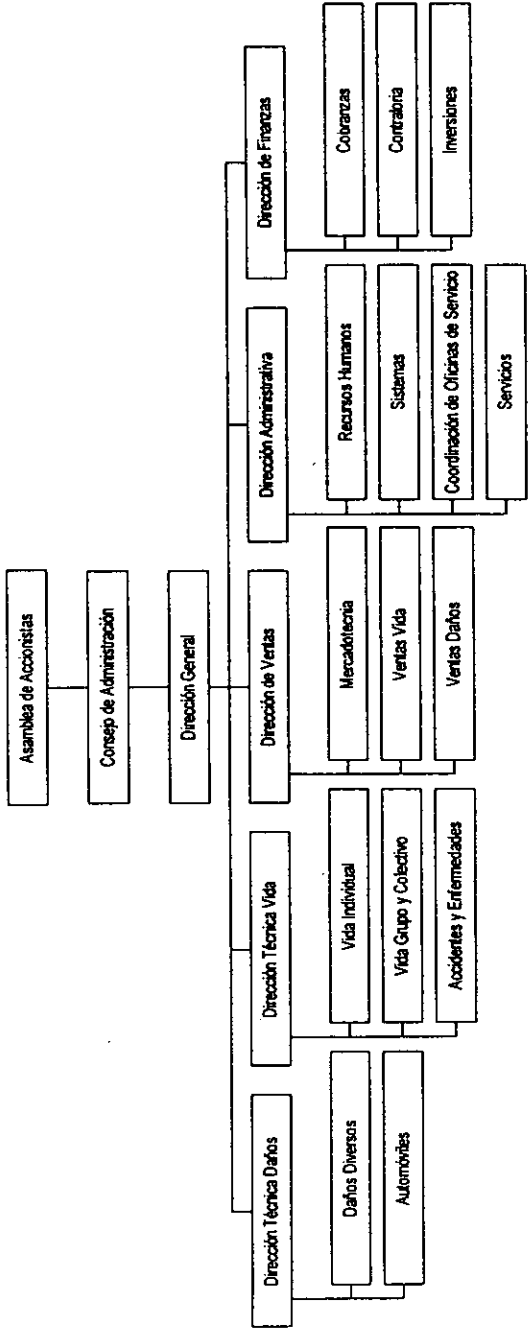 Asamblea de Accionistas
Consejo de Administración
Dirección General
Dirección Técnica Daños
Dirección Técnica Vida
Dirección de Ventas
Dirección Administrativa
Dirección de Finanzas
Daños Diversos
Automóviles
Vida Individual
Vida Grupo y Colectivo
Accidentes y Enfermedades
Mercadotecnia
Ventas Vida
Ventas Daños
Recursos Humanos
Sistemas
Coordinación de Oficinas de Servicio
Servicios
Cobranzas
Contraloria
Inversiones